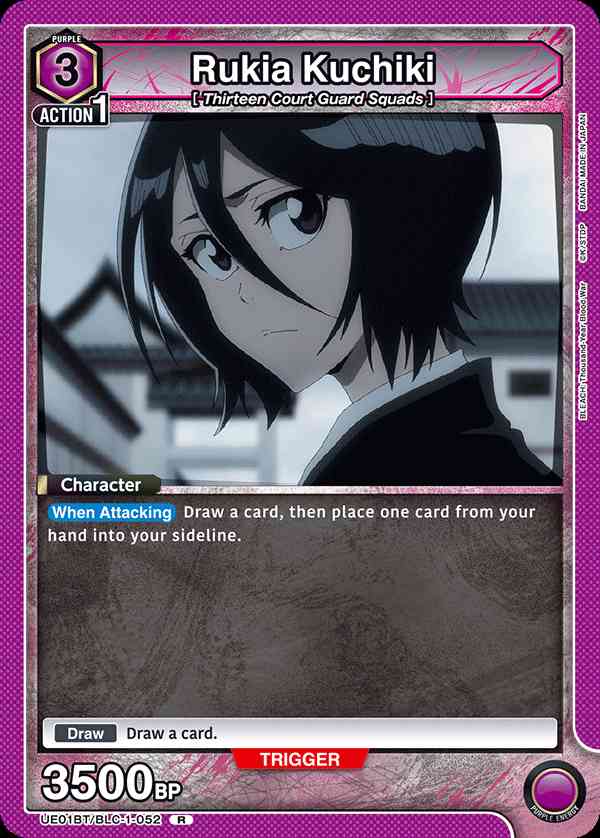 PURPLE
3
Rukia Kuchiki
[ Thirteen Court Guard Squads ]
ACTION 1
BANDAI MADE IN JAPAN
©K/STDP
BLEACH: Thousand-Year Blood War
Character
When Attacking Draw a card, then place one card from your
hand into your sideline.
Draw Draw a card.
TRIGGER
3500BP
UE01BT/BLC-1-052 R
PURPLE ENERGY